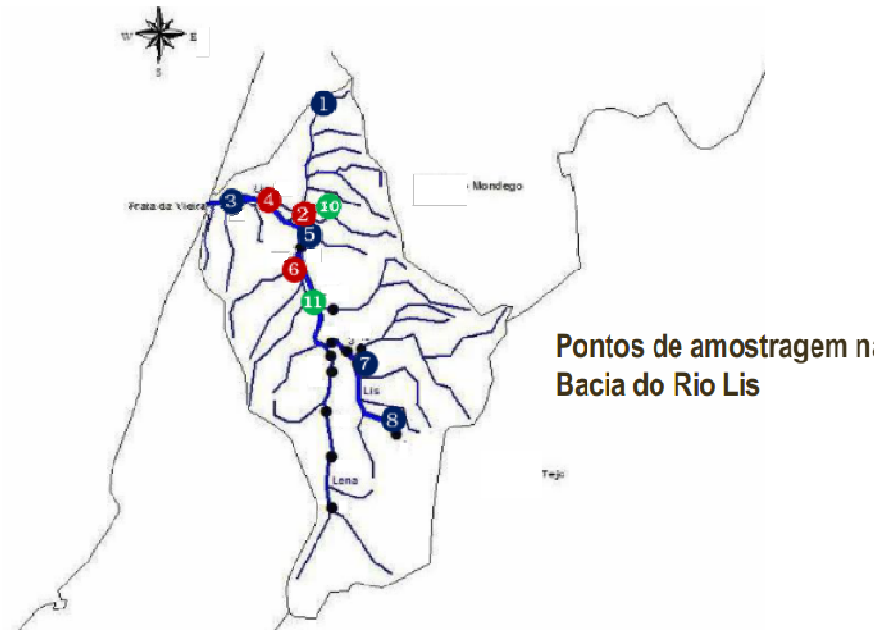 W E
S
1
3
4
2
10
Mondego
Praia da Vieira
5
6
11
Pontos de amostragem na
Bacia do Rio Lis
7
Lis
8
Lena
Tejo